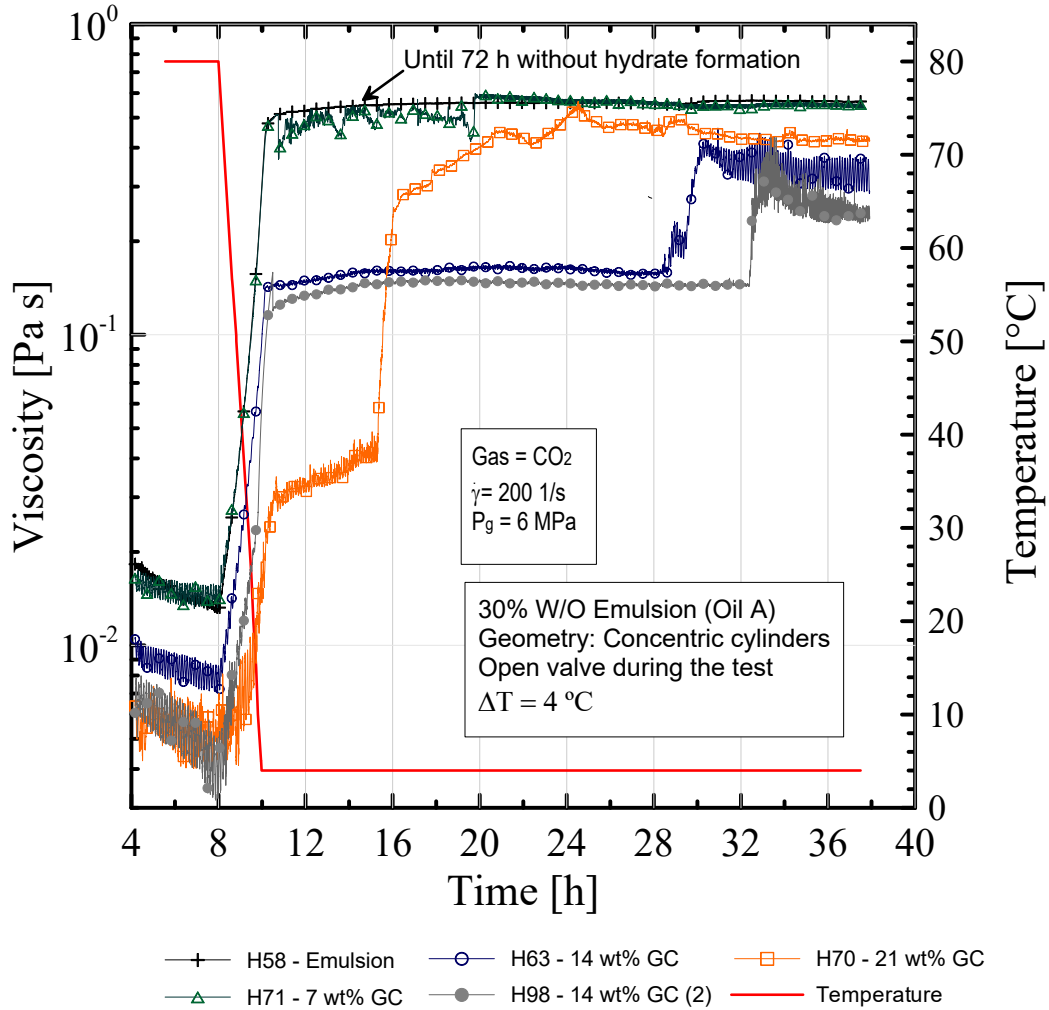 10⁰
80
Until 72 h without hydrate formation
70
60
Viscosity [Pa s]
10⁻¹
50
Temperature [°C]
40
Gas = CO₂
γ̇= 200 1/s
P₉ = 6 MPa
30
30% W/O Emulsion (Oil A)
Geometry: Concentric cylinders
Open valve during the test
ΔT = 4 ºC
20
10⁻²
10
0
4 8 12 16 20 24 28 32 36 40
Time [h]
H58 - Emulsion H63 - 14 wt% GC H70 - 21 wt% GC
H71 - 7 wt% GC H98 - 14 wt% GC (2) Temperature